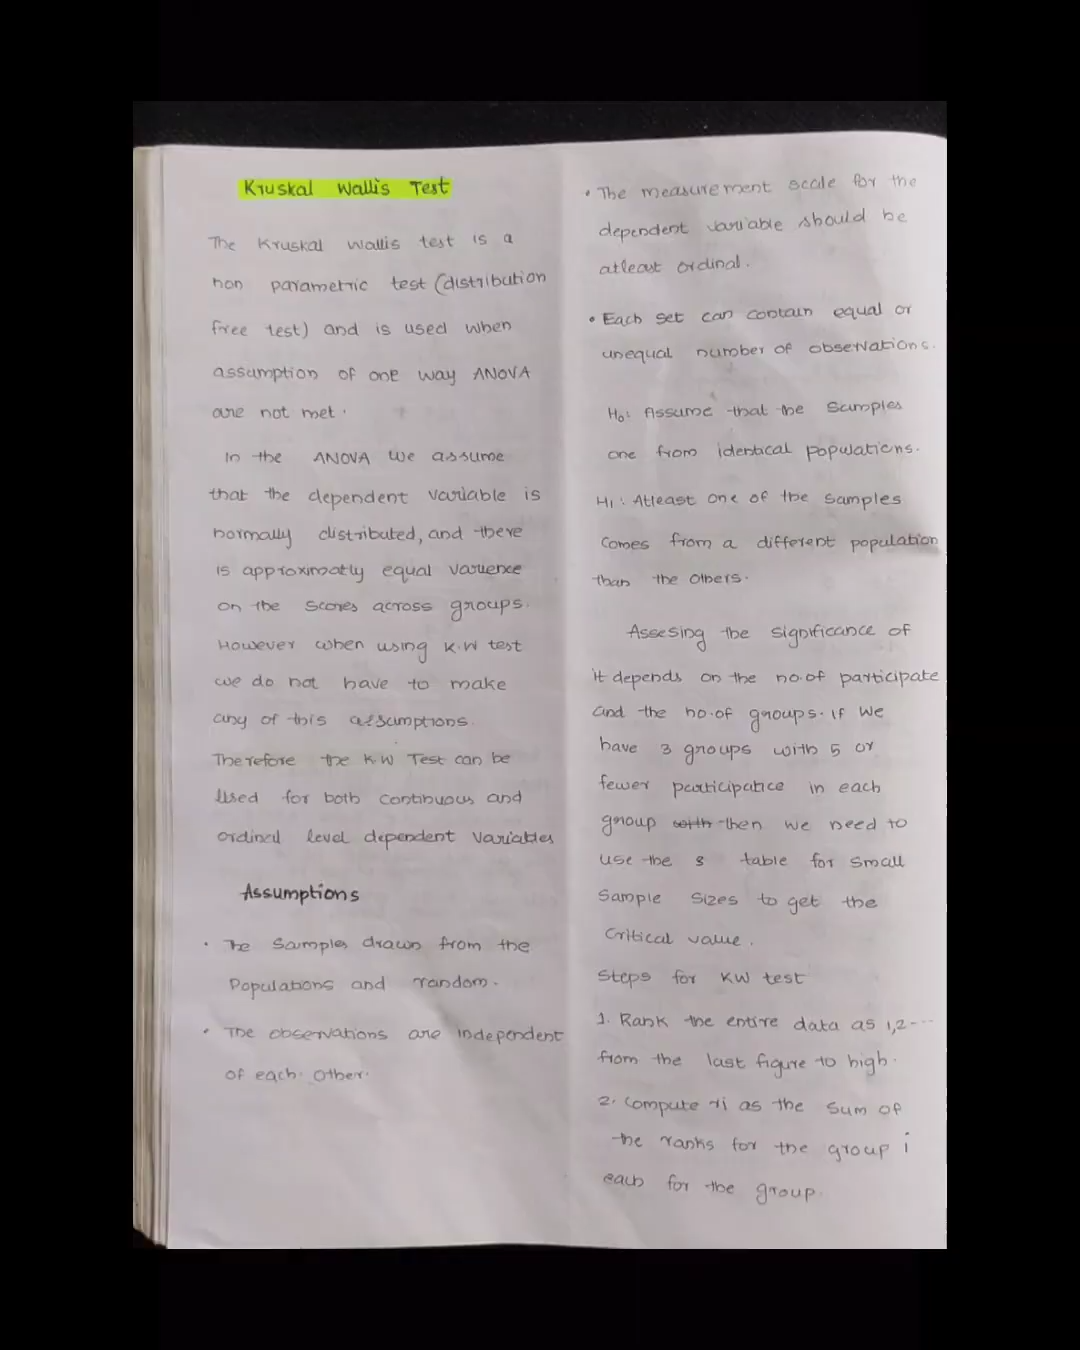 Kruskal Wallis Test
The Kruskal Wallis test is a
non parametric test (distribution
free test) and is used when
assumption of one way ANOVA
are not met.
In the ANOVA we assume
that the dependent variable is
normally distributed, and there
is approximatly equal varience
on the scores across groups.
However when using K.W test
we do not have to make
any of this assumptions.
Therefore the KW Test can be
used for both continuous and
ordinal level dependent variables
Assumptions
• The Samples drawn from the
Populations and random.
• The observations are independent
of each other.
• The measurement scale for the
dependent variable should be
atleast ordinal.
• Each set can contain equal or
unequal number of observations.
H₀: Assume that the samples
one from identical populations.
H₁: Atleast one of the samples
comes from a different population
than the others.
Assesing the significance of
it depends on the no.of participate
and the no.of groups. if we
have 3 groups with 5 or
fewer participatice in each
group then we need to
use the table for small
sample sizes to get the
critical value.
Steps for KW test
1. Rank the entire data as 1,2---
from the last figure to high.
2. Compute ri as the sum of
the ranks for the group i
each for the group.